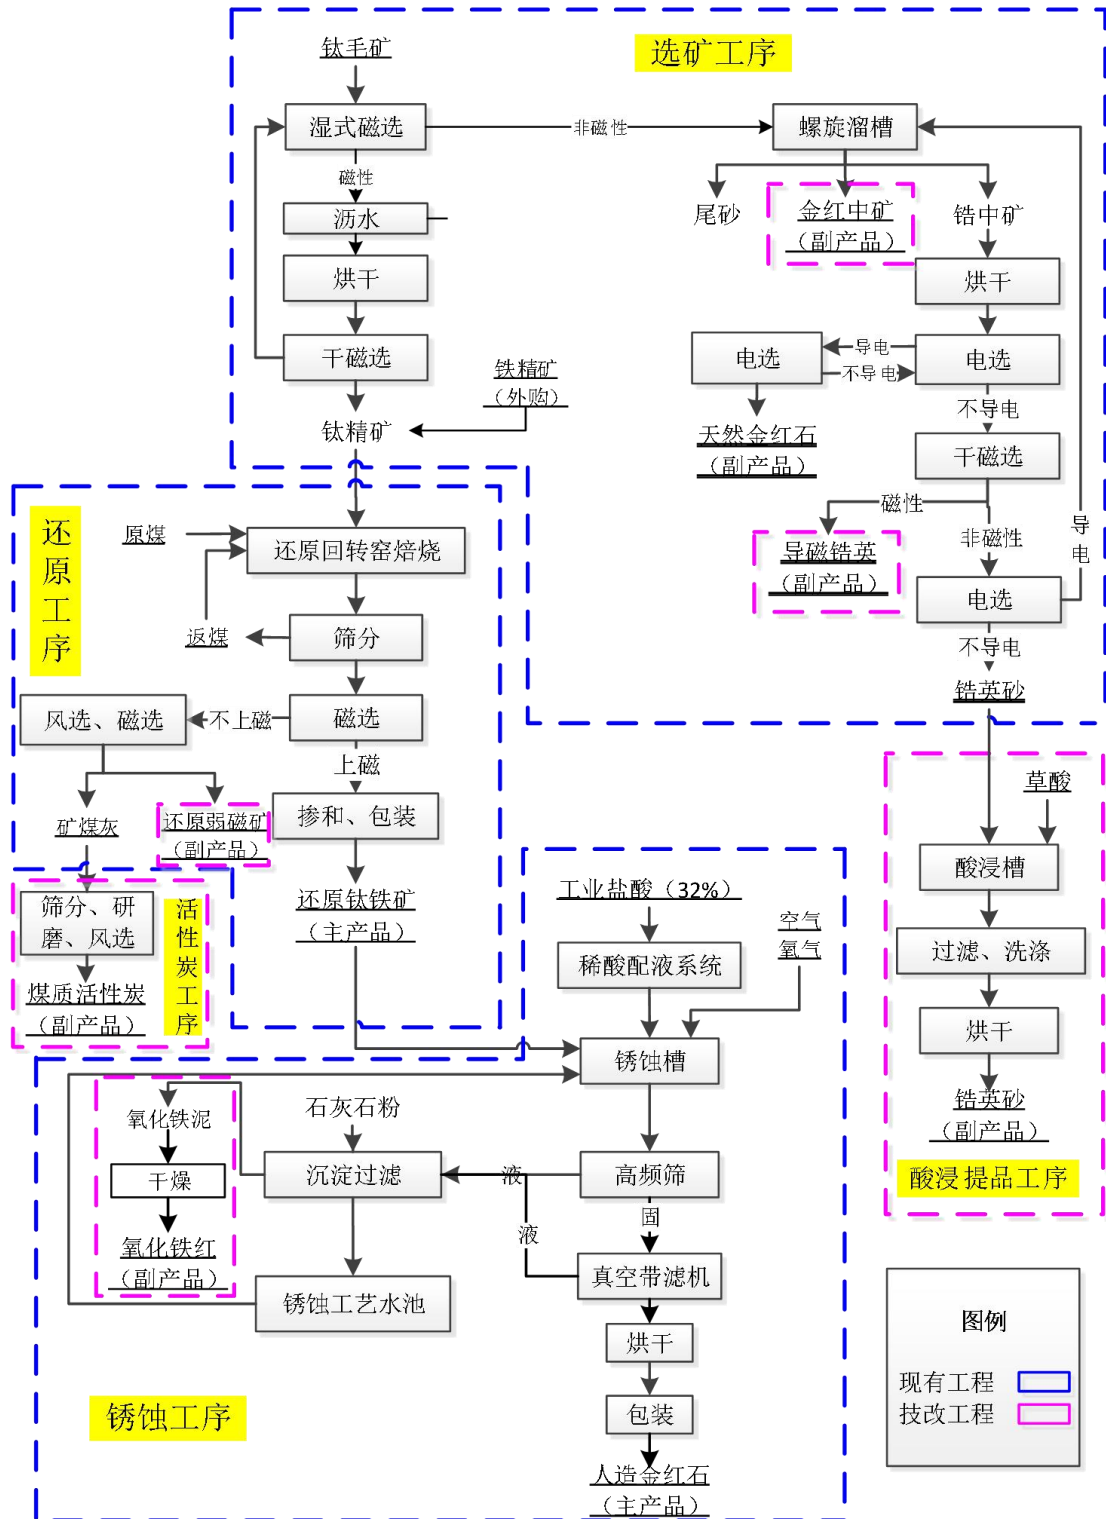 选矿工序
钛毛矿
湿式磁选
非磁性
螺旋溜槽
磁性
沥水
烘干
干磁选
钛精矿
铁精矿
（外购）
尾砂
金红中矿
（副产品）
锆中矿
烘干
电选
导电
不导电
电选
天然金红石
（副产品）
不导电
干磁选
磁性
导磁锆英
（副产品）
非磁性
导电
电选
不导电
锆英砂
还原工序
原煤
还原回转窑焙烧
返煤
筛分
磁选
不上磁
风选、磁选
上磁
矿煤灰
还原弱磁矿
（副产品）
掺和、包装
还原钛铁矿
（主产品）
筛分、研
磨、风选
活性炭工序
煤质活性炭
（副产品）
草酸
酸浸槽
过滤、洗涤
烘干
锆英砂
（副产品）
酸浸提品工序
工业盐酸（32%）
空气
氧气
稀酸配液系统
锈蚀槽
氧化铁泥
石灰石粉
干燥
沉淀过滤
液
高频筛
固
液
氧化铁红
（副产品）
真空带滤机
锈蚀工艺水池
烘干
包装
人造金红石
（主产品）
锈蚀工序
图例
现有工程
技改工程